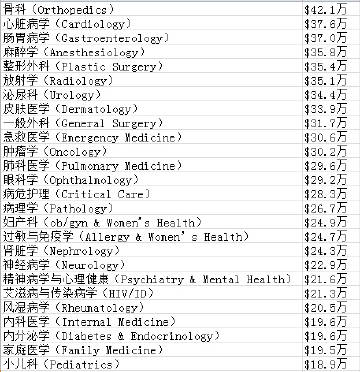 骨科（Orthopedics） $42.1万
心脏病学（Cardiology） $37.6万
肠胃病学（Gastroenterology） $37.0万
麻醉学（Anesthesiology） $35.8万
整形外科（Plastic Surgery） $35.4万
放射学（Radiology） $35.1万
泌尿科（Urology） $34.4万
皮肤医学（Dermatology） $33.9万
一般外科（General Surgery） $31.7万
急救医学（Emergency Medicine） $30.6万
肿瘤学（Oncology） $30.2万
肺科医学（Pulmonary Medicine） $29.6万
眼科学（Ophthalmology） $29.2万
病危护理（Critical Care） $28.3万
病理学（Pathology） $26.7万
妇产科（ob/gyn & Women's Health） $24.9万
过敏与免疫学（Allergy & Women's Health） $24.7万
肾脏学（Nephrology） $24.3万
神经病学（Neurology） $22.9万
精神病学与心理健康（Psychiatry & Mental Health） $21.6万
艾滋病与传染病学（HIV/ID） $21.3万
风湿病学（Rheumatology） $20.5万
内科医学（Internal Medicine） $19.6万
内分泌学（Diabetes & Endocrinology） $19.6万
家庭医学（Family Medicine） $19.5万
小儿科（Pediatrics） $18.9万